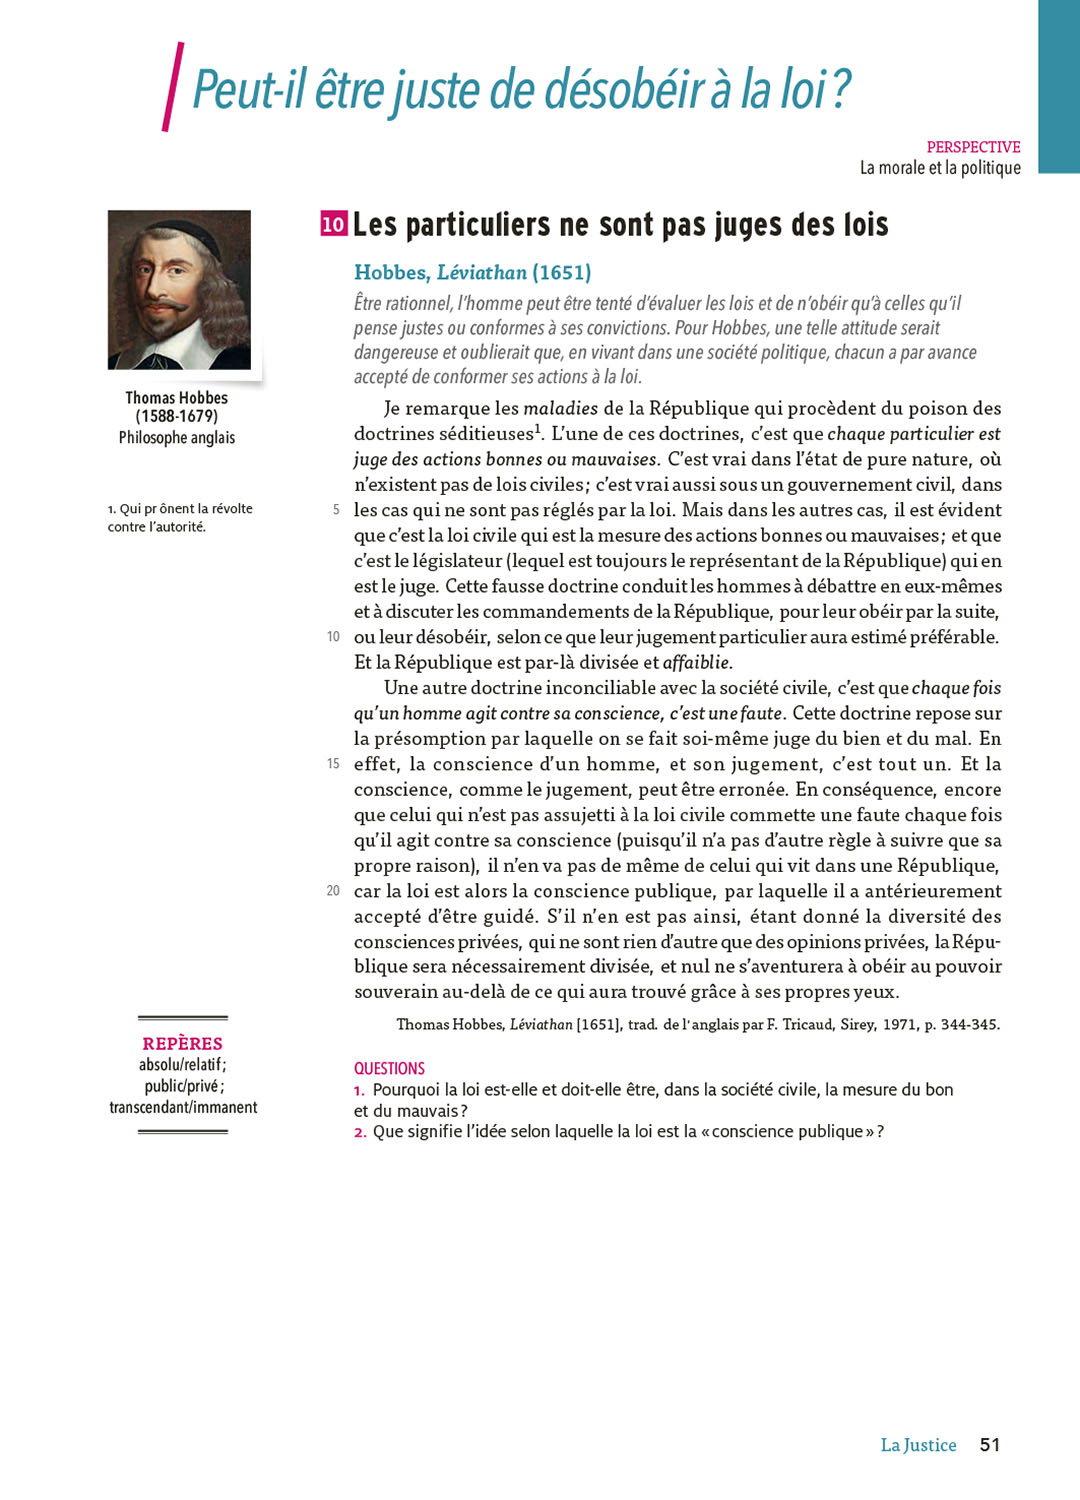 Peut-il être juste de désobéir à la loi ?
PERSPECTIVE
La morale et la politique
10 Les particuliers ne sont pas juges des lois
Hobbes, Léviathan (1651)
Être rationnel, l'homme peut être tenté d'évaluer les lois et de n'obéir qu'à celles qu'il
pense justes ou conformes à ses convictions. Pour Hobbes, une telle attitude serait
dangereuse et oublierait que, en vivant dans une société politique, chacun a par avance
accepté de conformer ses actions à la loi.
Thomas Hobbes
(1588-1679)
Philosophe anglais
1. Qui pr ônent la révolte
contre l'autorité.
Je remarque les maladies de la République qui procèdent du poison des
doctrines séditieuses1. L'une de ces doctrines, c'est que chaque particulier est
juge des actions bonnes ou mauvaises. C'est vrai dans l'état de pure nature, où
n'existent pas de lois civiles ; c'est vrai aussi sous un gouvernement civil, dans
5 les cas qui ne sont pas réglés par la loi. Mais dans les autres cas, il est évident
que c'est la loi civile qui est la mesure des actions bonnes ou mauvaises ; et que
c'est le législateur (lequel est toujours le représentant de la République) qui en
est le juge. Cette fausse doctrine conduit les hommes à débattre en eux-mêmes
et à discuter les commandements de la République, pour leur obéir par la suite,
10 ou leur désobéir, selon ce que leur jugement particulier aura estimé préférable.
Et la République est par-là divisée et affaiblie.
Une autre doctrine inconciliable avec la société civile, c'est que chaque fois
qu'un homme agit contre sa conscience, c'est une faute. Cette doctrine repose sur
la présomption par laquelle on se fait soi-même juge du bien et du mal. En
15 effet, la conscience d'un homme, et son jugement, c'est tout un. Et la
conscience, comme le jugement, peut être erronée. En conséquence, encore
que celui qui n'est pas assujetti à la loi civile commette une faute chaque fois
qu'il agit contre sa conscience (puisqu'il n'a pas d'autre règle à suivre que sa
propre raison), il n'en va pas de même de celui qui vit dans une République,
20 car la loi est alors la conscience publique, par laquelle il a antérieurement
accepté d'être guidé. S'il n'en est pas ainsi, étant donné la diversité des
consciences privées, qui ne sont rien d'autre que des opinions privées, la Répu-
blique sera nécessairement divisée, et nul ne s'aventurera à obéir au pouvoir
souverain au-delà de ce qui aura trouvé grâce à ses propres yeux.
Thomas Hobbes, Léviathan [1651], trad. de l'anglais par F. Tricaud, Sirey, 1971, p. 344-345.
REPÈRES
absolu/relatif ;
public/privé ;
transcendant/immanent
QUESTIONS
1. Pourquoi la loi est-elle et doit-elle être, dans la société civile, la mesure du bon
et du mauvais ?
2. Que signifie l'idée selon laquelle la loi est la « conscience publique » ?
La Justice 51